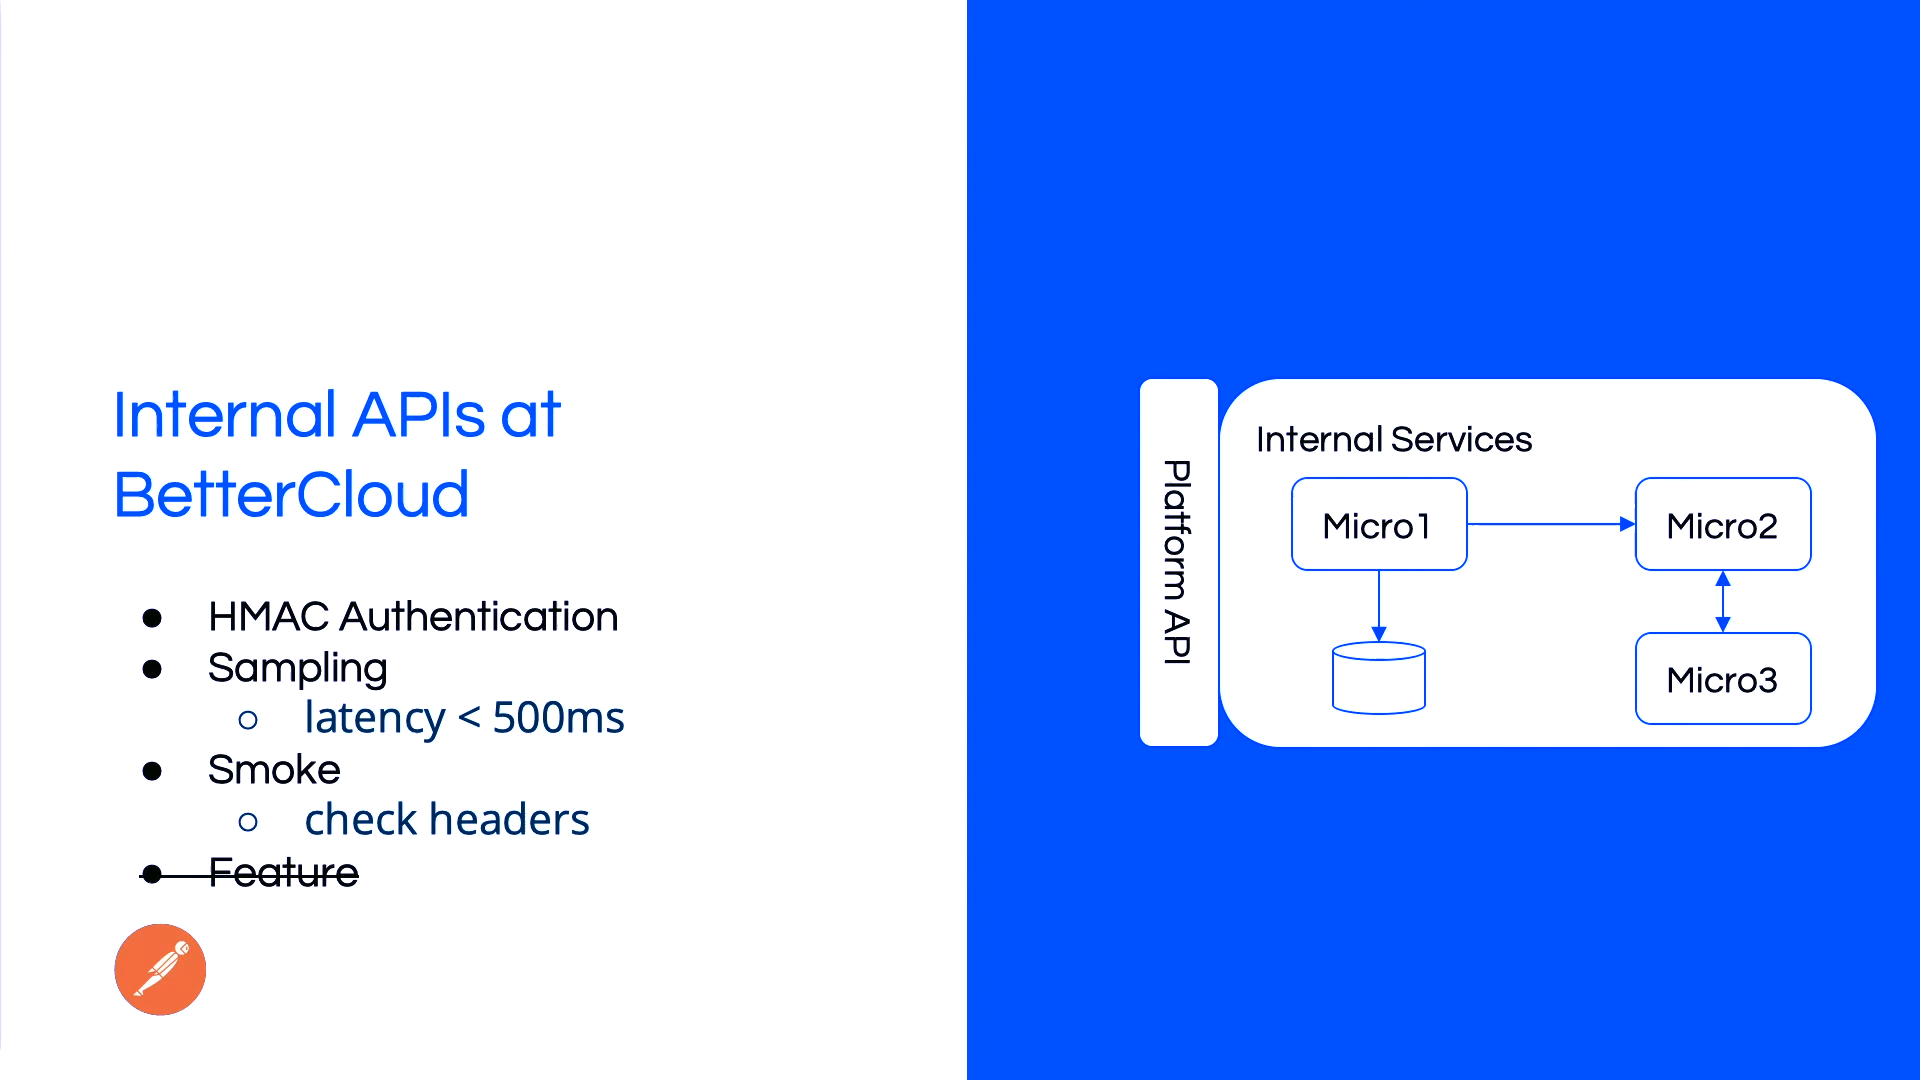 Internal APIs at
BetterCloud
● HMAC Authentication
● Sampling
○ latency < 500ms
● Smoke
○ check headers
● Feature
Platform API
Internal Services
Micro1
Micro2
Micro3